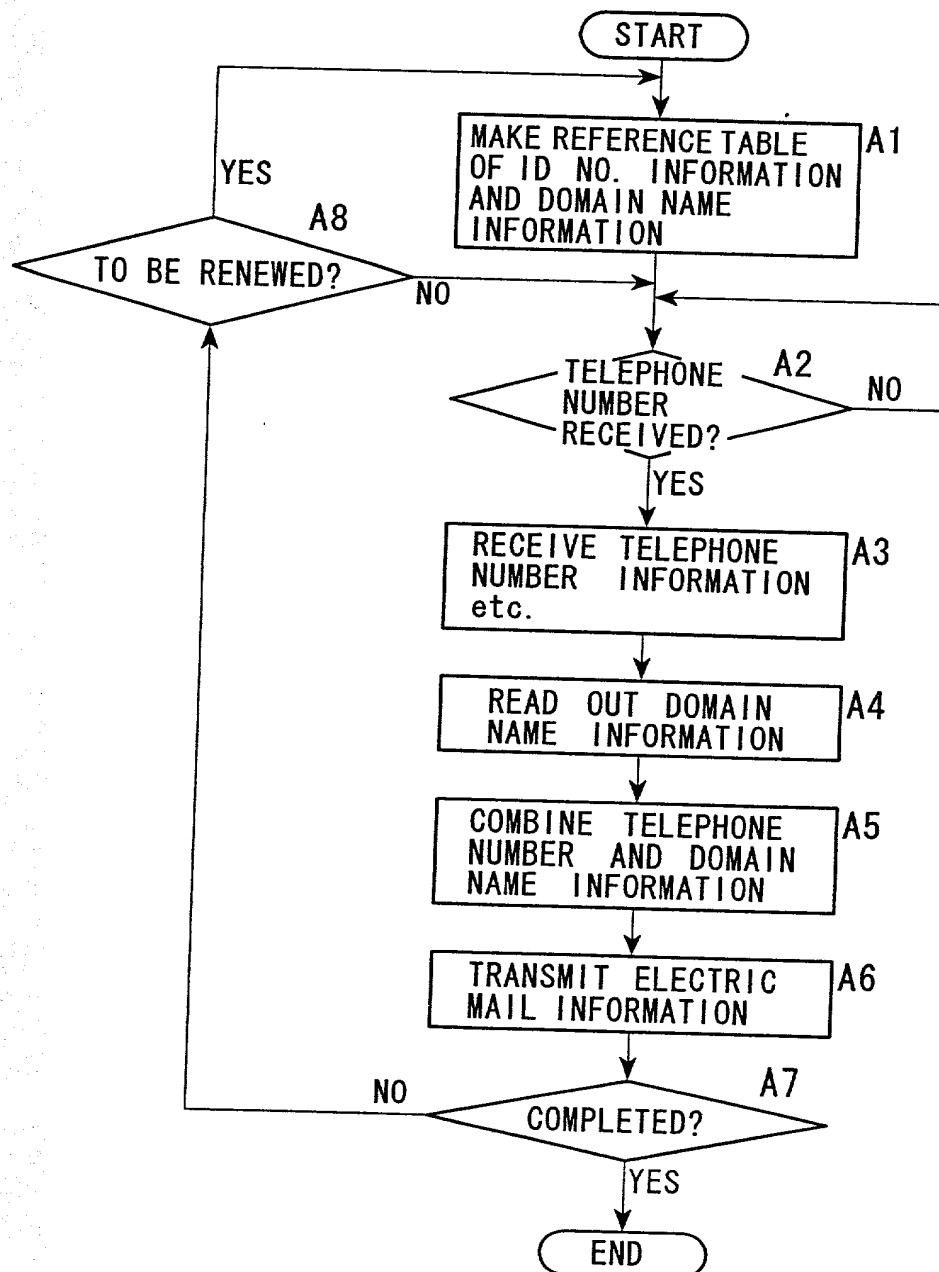 START
MAKE REFERENCE TABLE
OF ID NO. INFORMATION
AND DOMAIN NAME
INFORMATION
A1
YES
A8
TO BE RENEWED?
NO
A2
TELEPHONE
NUMBER
RECEIVED?
NO
YES
RECEIVE TELEPHONE
NUMBER INFORMATION
etc.
A3
READ OUT DOMAIN
NAME INFORMATION
A4
COMBINE TELEPHONE
NUMBER AND DOMAIN
NAME INFORMATION
A5
TRANSMIT ELECTRIC
MAIL INFORMATION
A6
NO
A7
COMPLETED?
YES
END